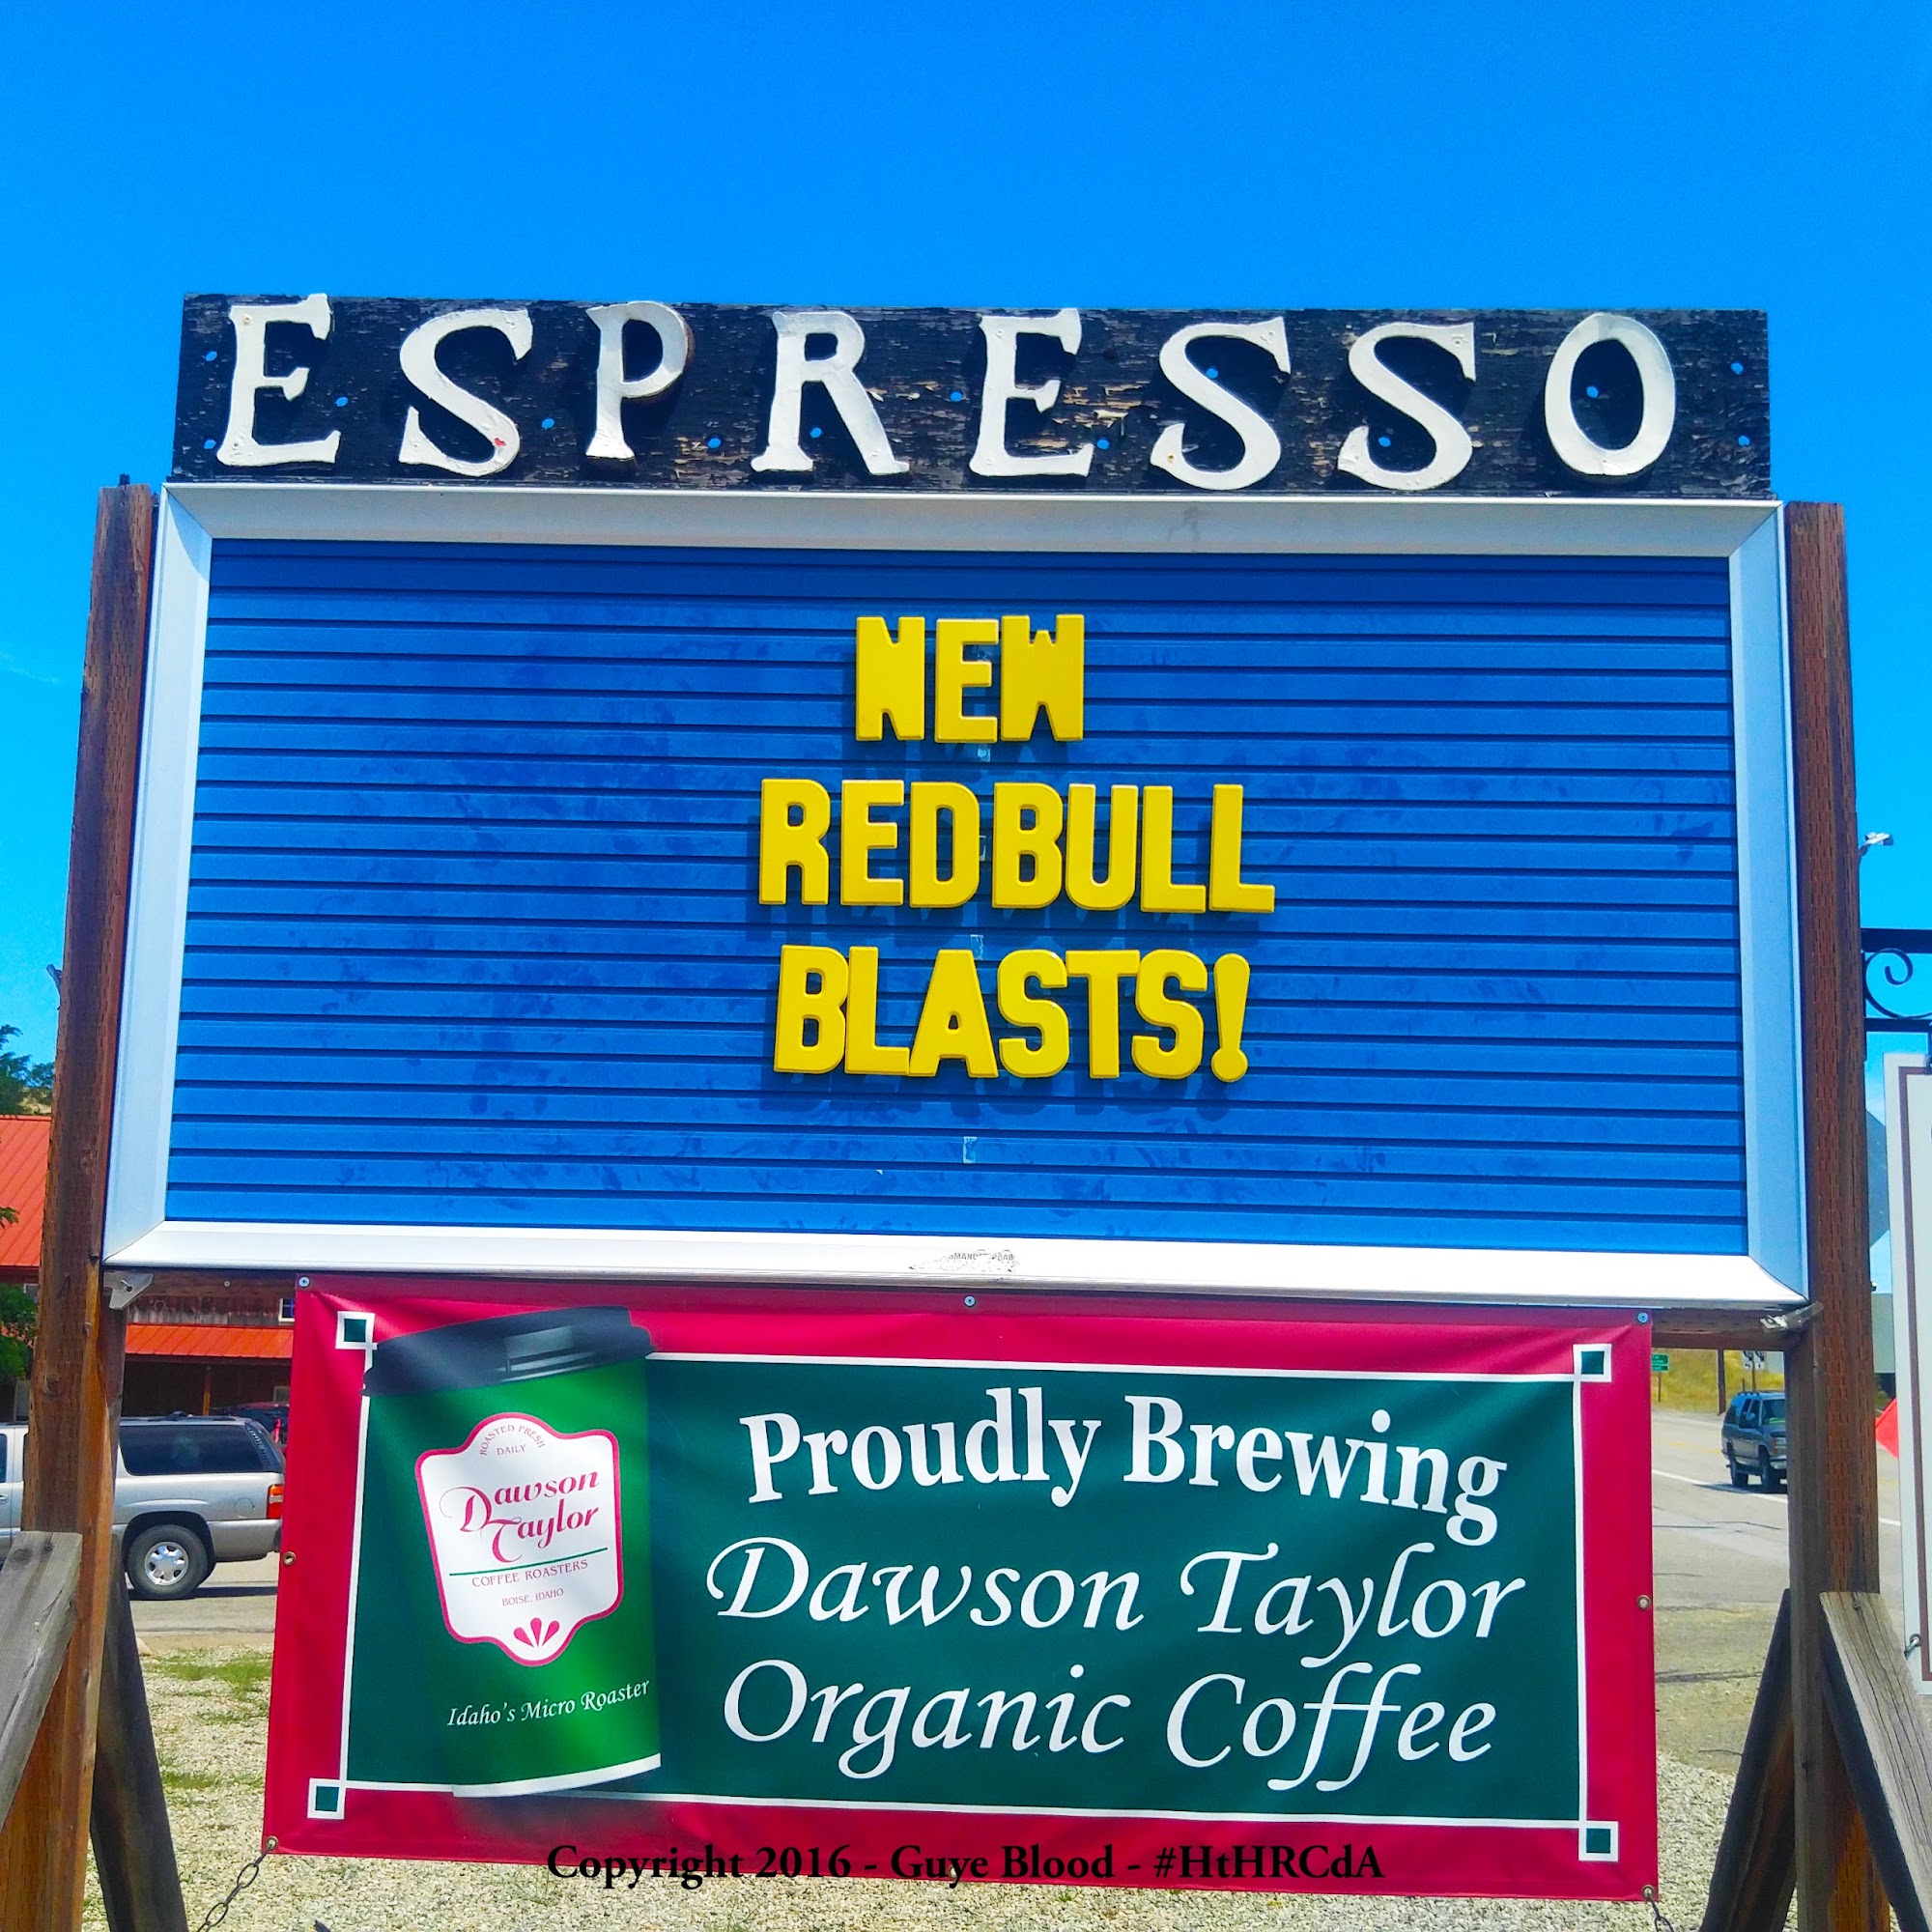 ESPRESSO
NEW
REDBULL
BLASTS!
ROASTED FRESH
DAILY
Dawson
Taylor
COFFEE ROASTERS
BOISE, IDAHO
Idaho's Micro Roaster
Proudly Brewing
Dawson Taylor
Organic Coffee
Copyright 2016 - Guye Blood - #HtHRCdA